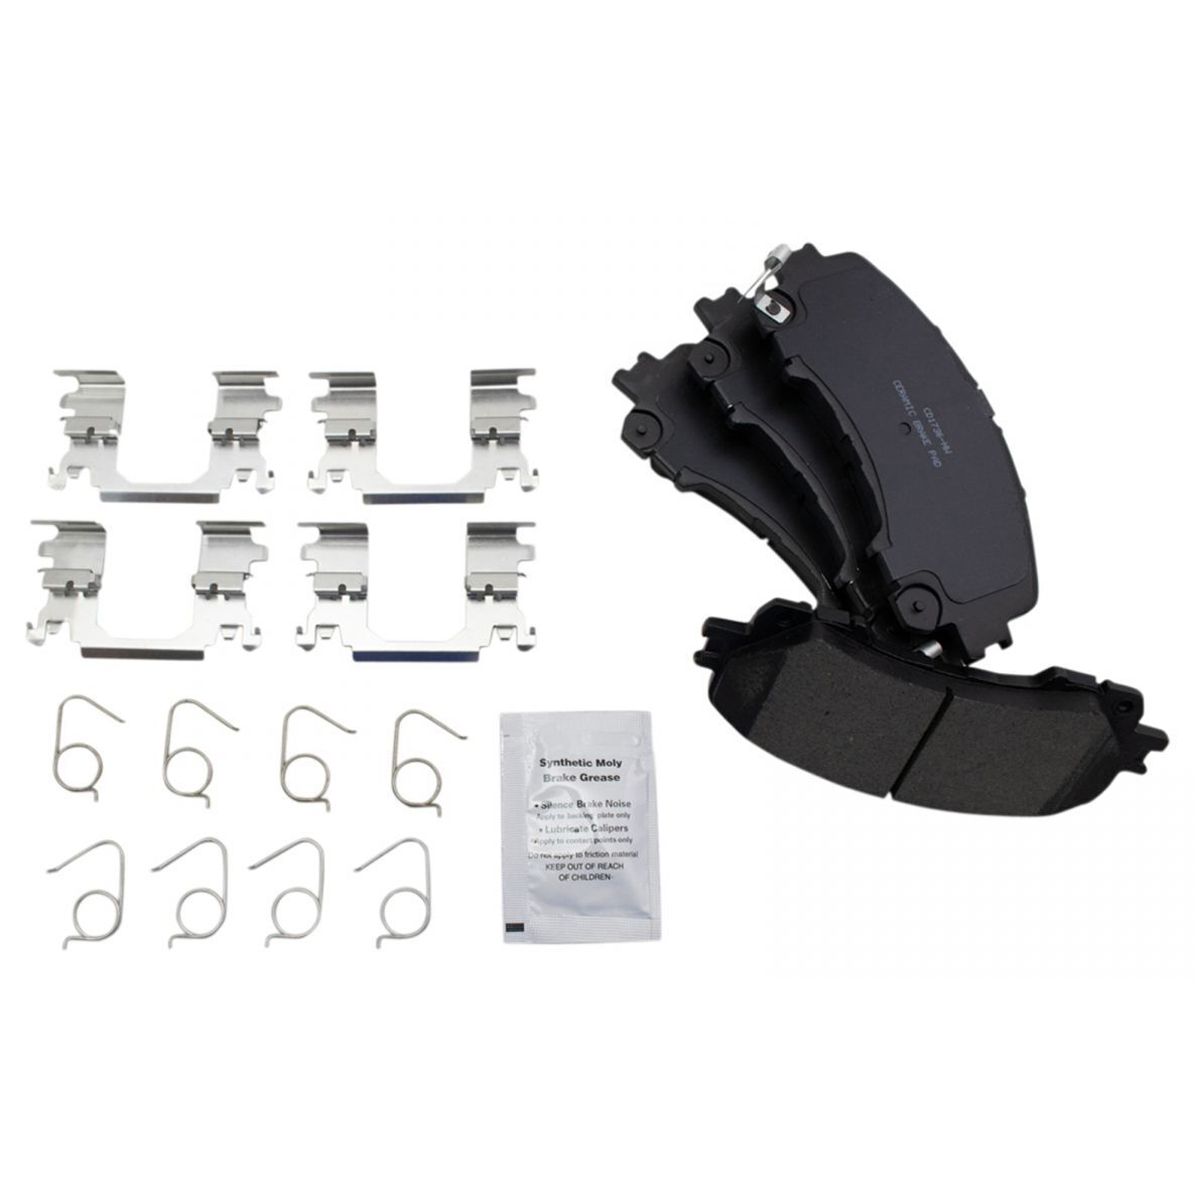 CD1736-HW
CERAMIC BRAKE PAD
Synthetic Moly
Brake Grease
• Silence Brake Noise
Apply to backing plate only
• Lubricate Calipers
*Apply to contact points only
Do Not apply to friction material
KEEP OUT OF REACH
OF CHILDREN